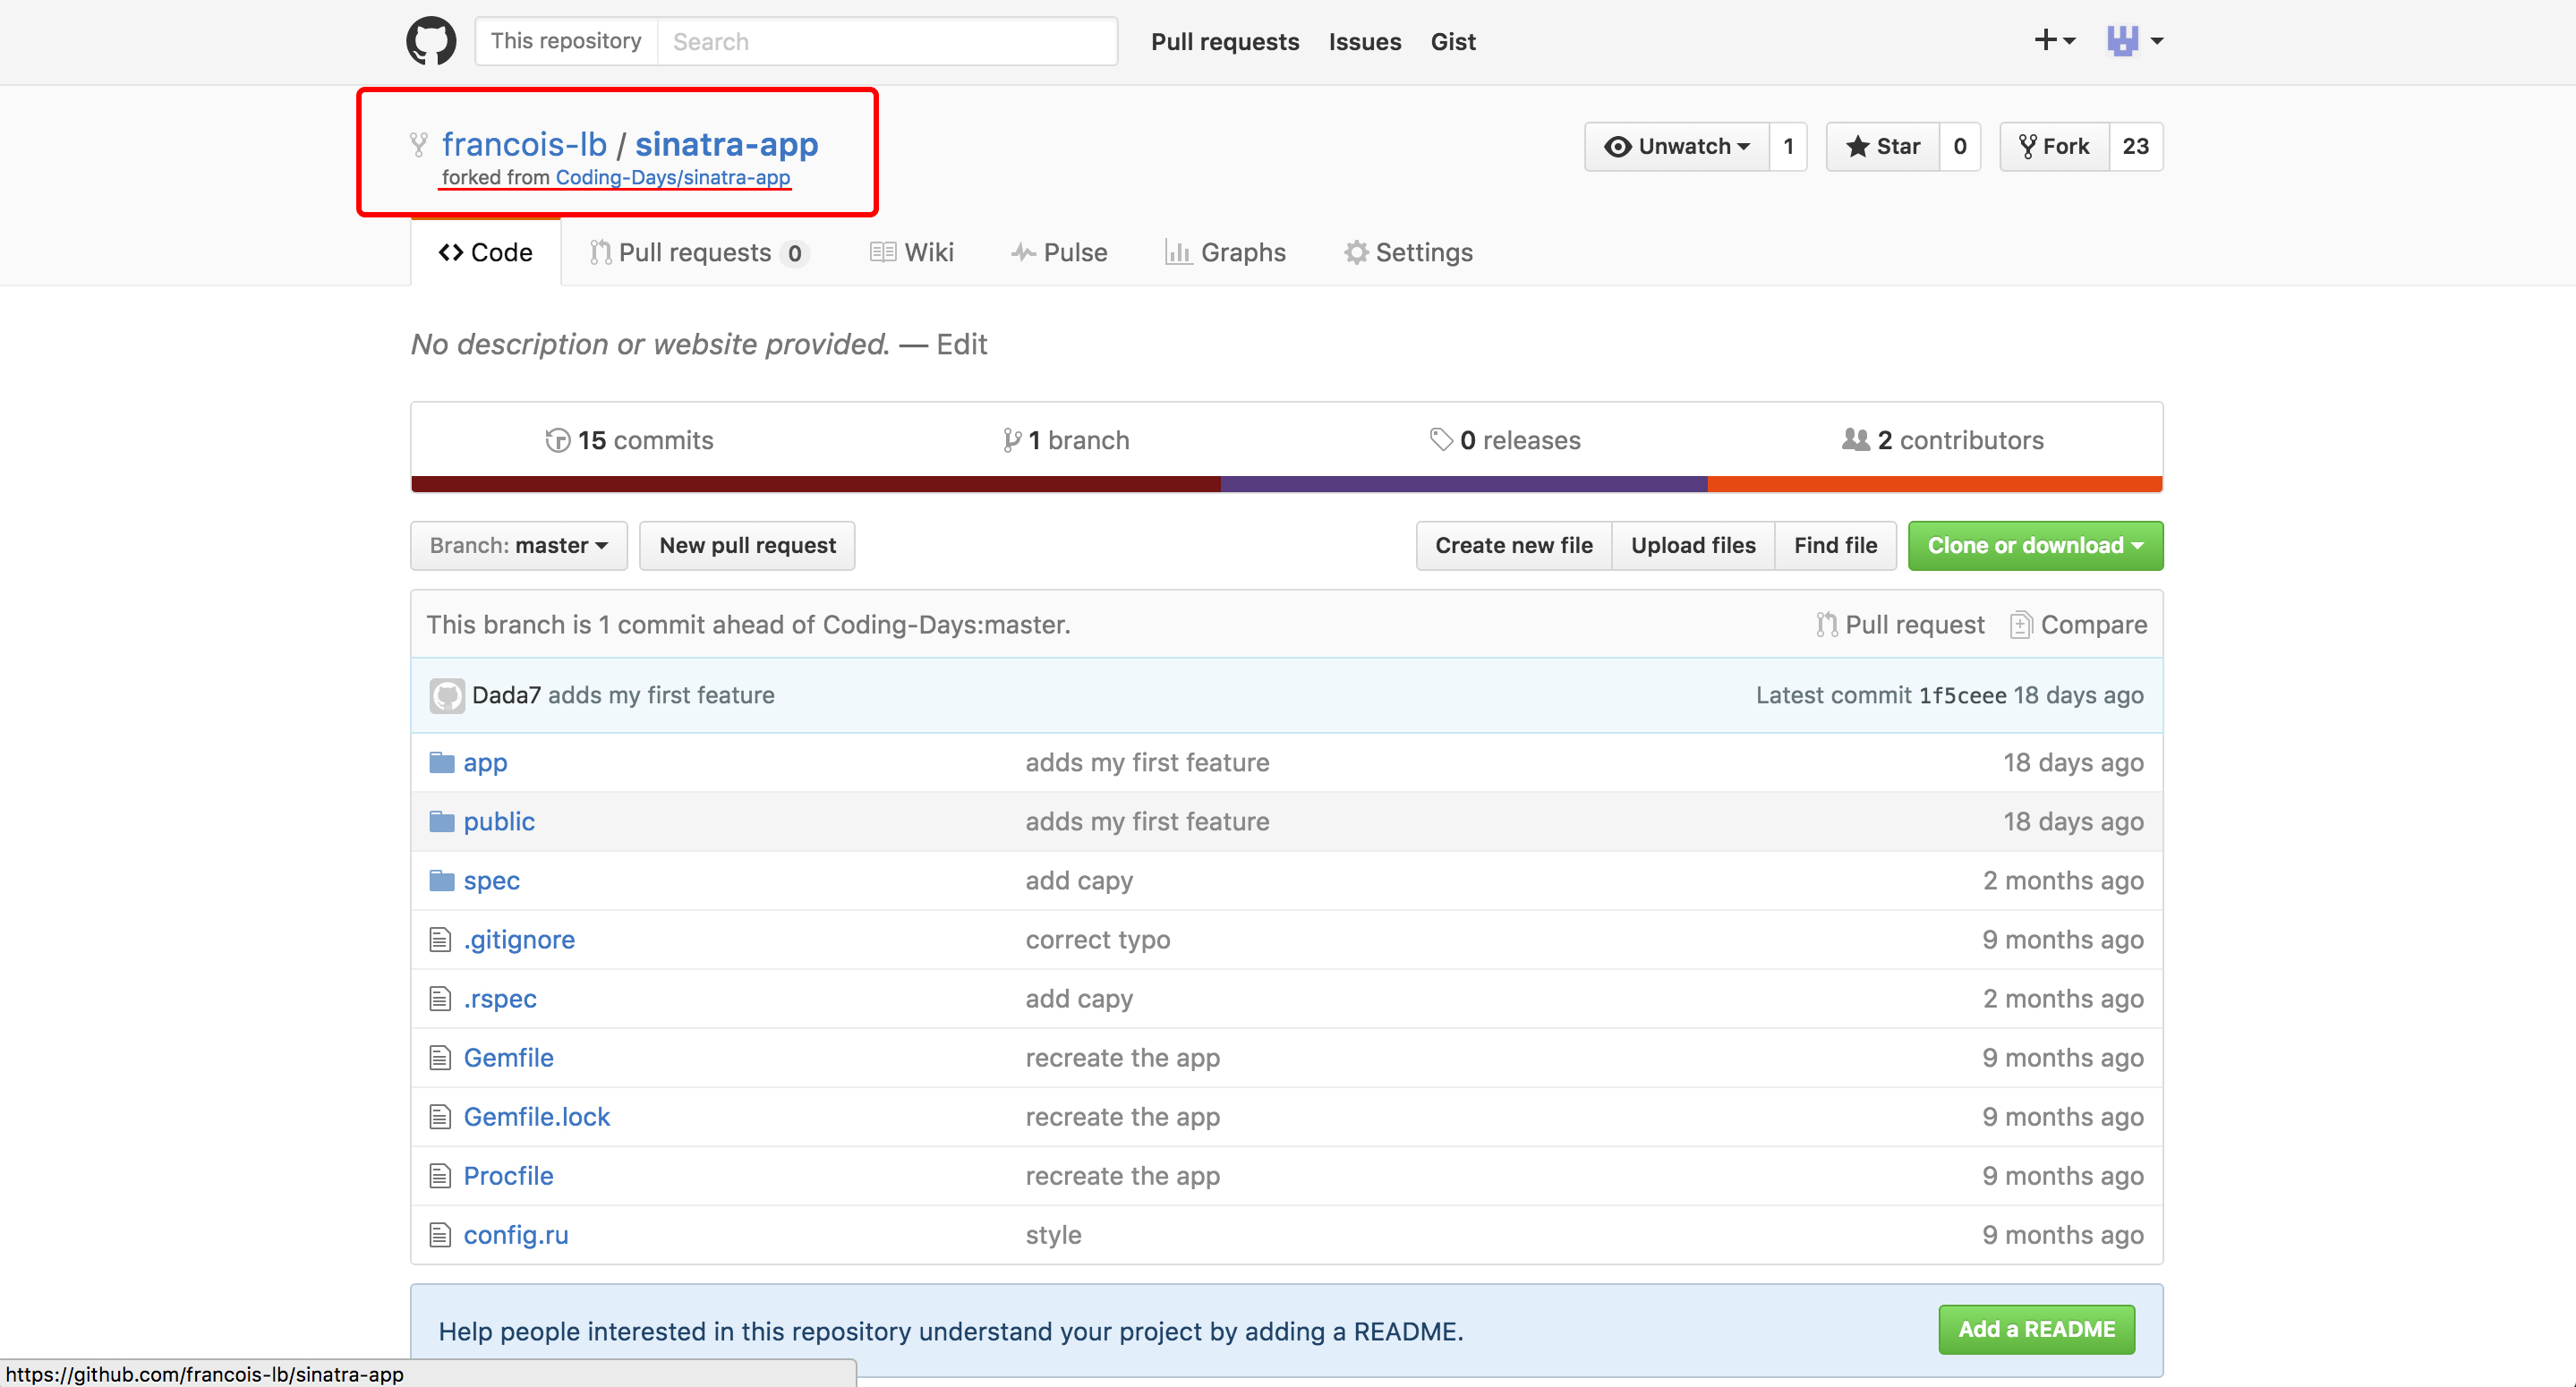 This repository Search Pull requests Issues Gist
francois-lb / sinatra-app
forked from Coding-Days/sinatra-app
Unwatch 1 Star 0 Fork 23
Code Pull requests 0 Wiki Pulse Graphs Settings
No description or website provided. — Edit
15 commits 1 branch 0 releases 2 contributors
Branch: master New pull request Create new file Upload files Find file Clone or download
This branch is 1 commit ahead of Coding-Days:master. Pull request Compare
Dada7 adds my first feature Latest commit 1f5ceee 18 days ago
app adds my first feature 18 days ago
public adds my first feature 18 days ago
spec add capy 2 months ago
.gitignore correct typo 9 months ago
.rspec add capy 2 months ago
Gemfile recreate the app 9 months ago
Gemfile.lock recreate the app 9 months ago
Procfile recreate the app 9 months ago
config.ru style 9 months ago
Help people interested in this repository understand your project by adding a README. Add a README
https://github.com/francois-lb/sinatra-app